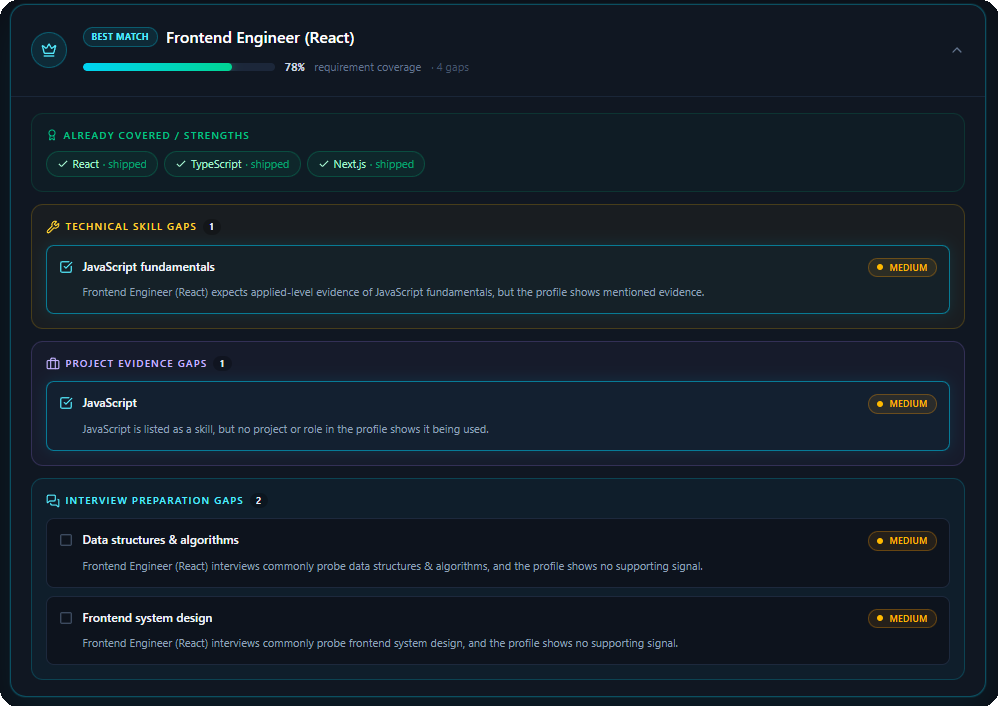 BEST MATCH Frontend Engineer (React)
78% requirement coverage · 4 gaps
ALREADY COVERED / STRENGTHS
React · shipped TypeScript · shipped Next.js · shipped
TECHNICAL SKILL GAPS 1
JavaScript fundamentals MEDIUM
Frontend Engineer (React) expects applied-level evidence of JavaScript fundamentals, but the profile shows mentioned evidence.
PROJECT EVIDENCE GAPS 1
JavaScript MEDIUM
JavaScript is listed as a skill, but no project or role in the profile shows it being used.
INTERVIEW PREPARATION GAPS 2
Data structures & algorithms MEDIUM
Frontend Engineer (React) interviews commonly probe data structures & algorithms, and the profile shows no supporting signal.
Frontend system design MEDIUM
Frontend Engineer (React) interviews commonly probe frontend system design, and the profile shows no supporting signal.